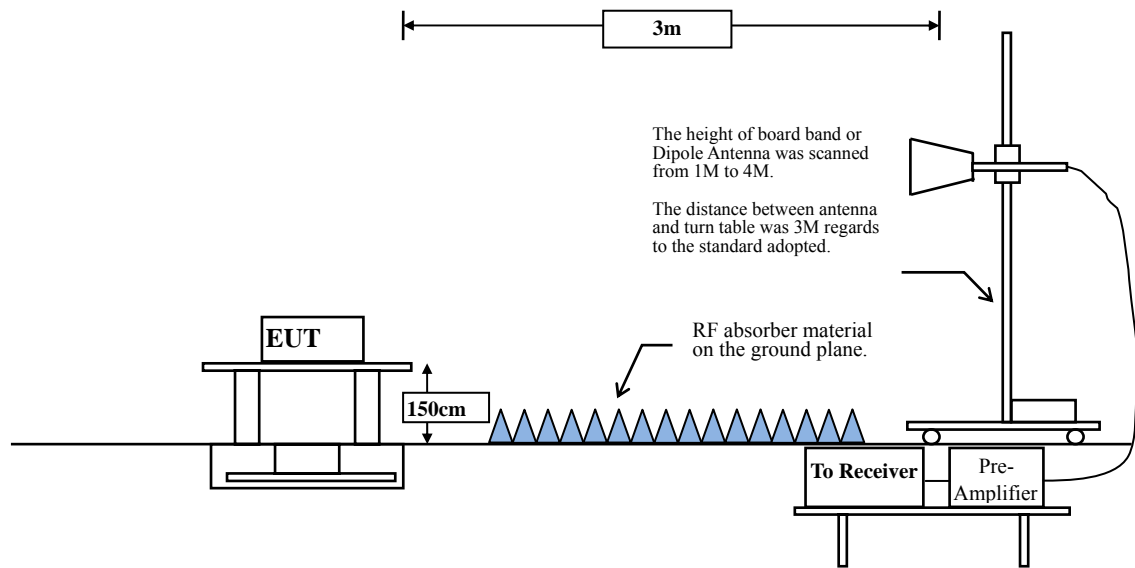 3m
The height of board band or
Dipole Antenna was scanned
from 1M to 4M.
The distance between antenna
and turn table was 3M regards
to the standard adopted.
EUT
RF absorber material
on the ground plane.
150cm
To Receiver
Pre-
Amplifier